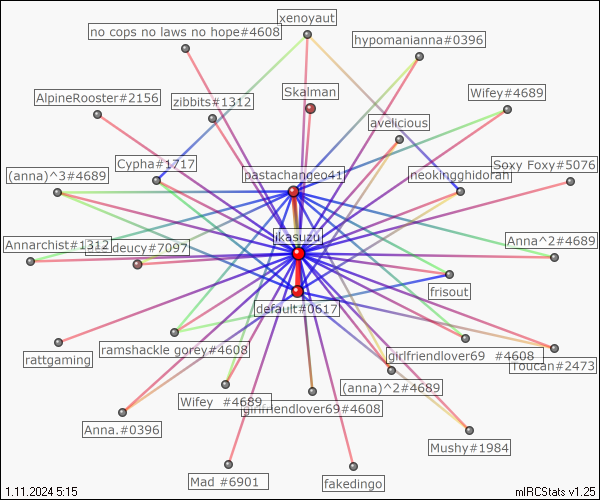 xenoyaut
no cops no laws no hope#4608
hypomanianna#0396
Skalman
AlpineRooster#2156
zibbits#1312
Wifey#4689
avelicious
Cypha#1717
(anna)^3#4689
pastachangeo41
neokingghidoran
Soxy Foxy#5076
ikasuzu
Annarchist#1312
deucy#7097
Anna^2#4689
frisout
default#0617
rattgaming
ramshackle gorey#4608
girlfriendlover69 #4608
Toucan#2473
(anna)^2#4689
Wifey #4689
girlfriendlover69#4608
Anna.#0396
Mushy#1984
Mad #6901
fakedingo
1.11.2024 5:15
mIRCStats v1.25